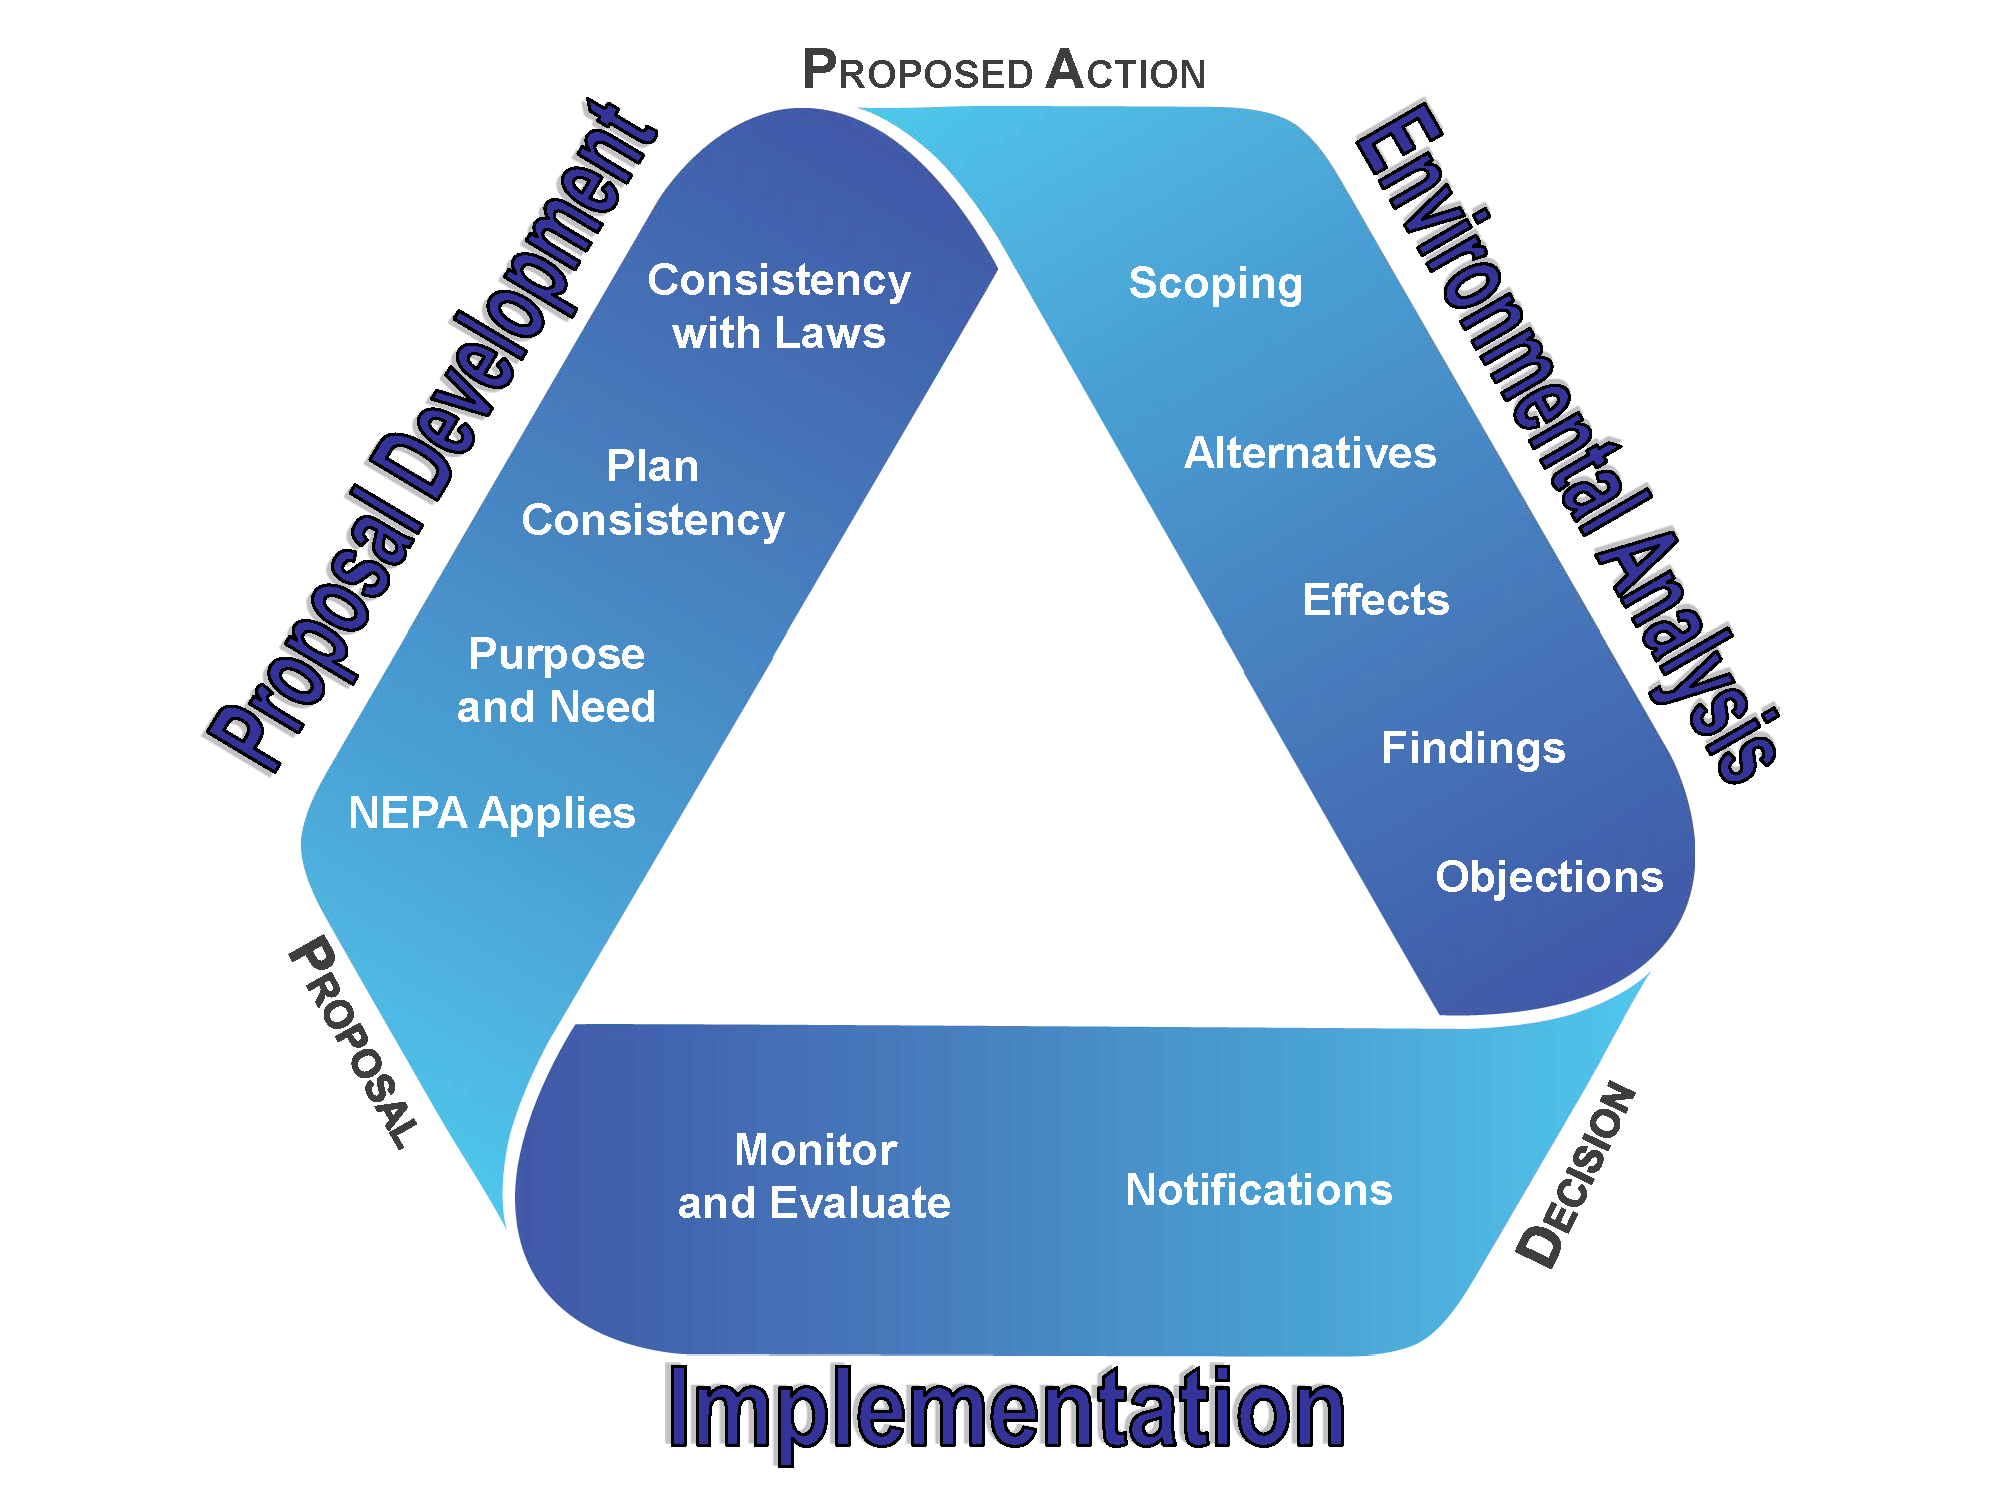 PROPOSED ACTION
Proposal Development
Consistency
with Laws
Plan
Consistency
Purpose
and Need
NEPA Applies
PROPOSAL
Environmental Analysis
Scoping
Alternatives
Effects
Findings
Objections
DECISION
Monitor
and Evaluate
Notifications
Implementation